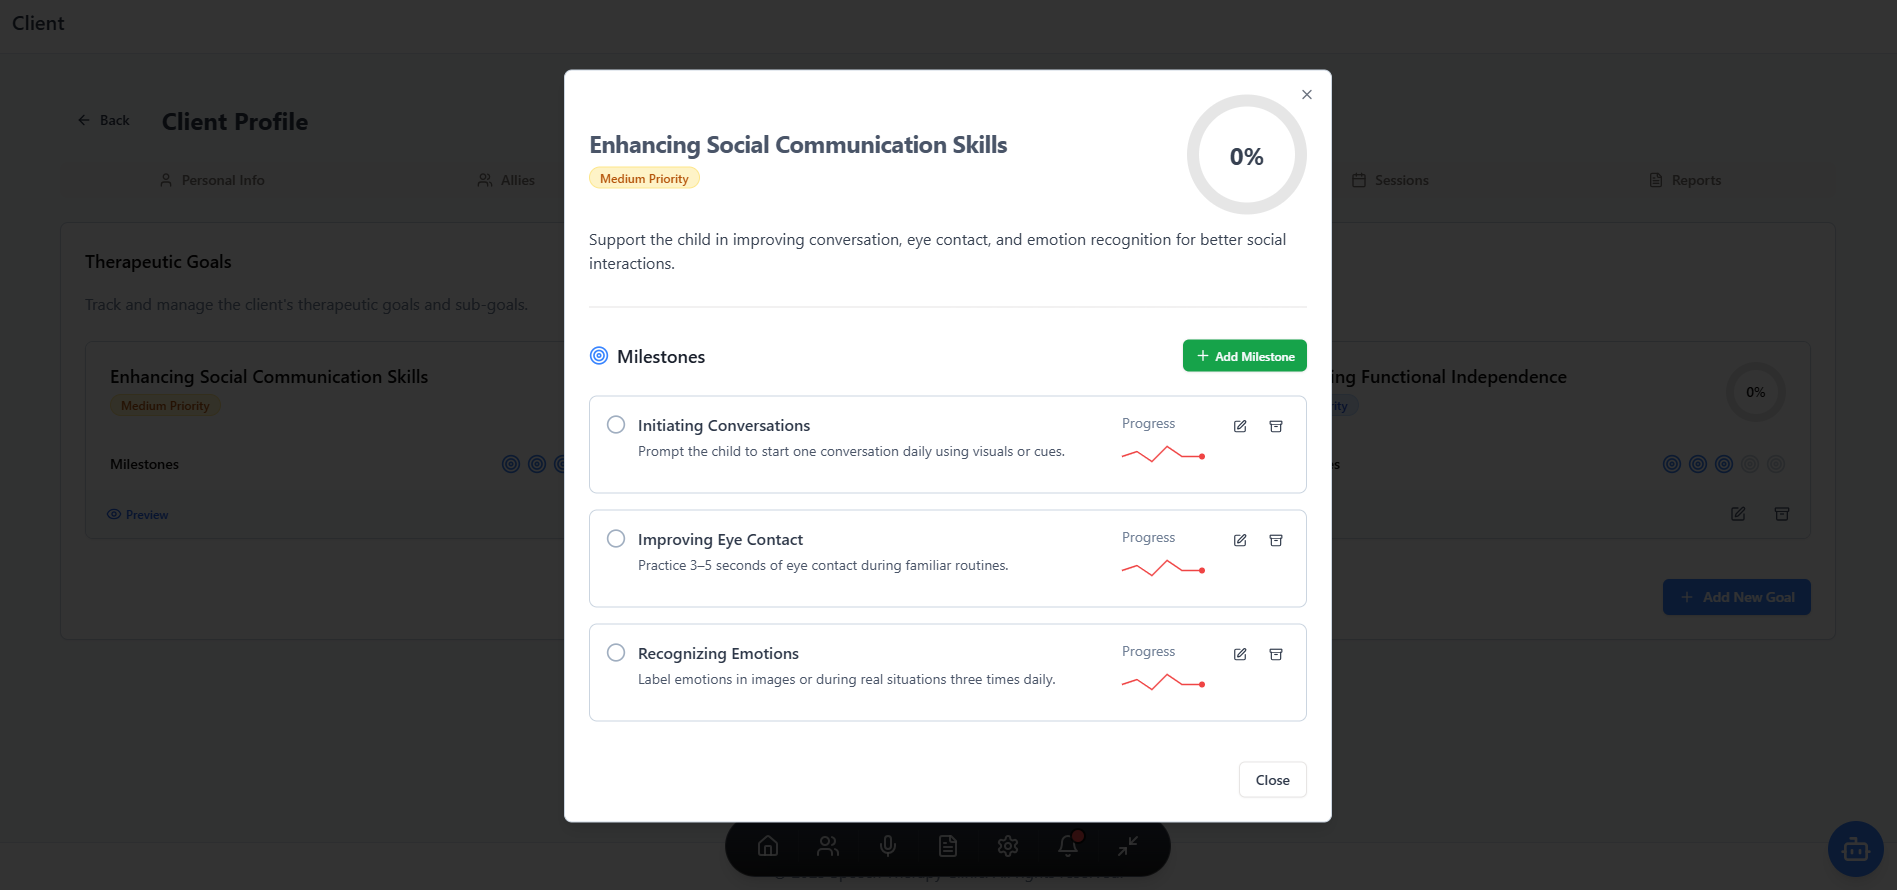 Client
Back
Client Profile
Personal Info
Allies
Sessions
Reports
Therapeutic Goals
Track and manage the client's therapeutic goals and sub-goals.
Enhancing Social Communication Skills
Medium Priority
Milestones
Preview
ing Functional Independence
0%
Add New Goal
Enhancing Social Communication Skills
Medium Priority
0%
Support the child in improving conversation, eye contact, and emotion recognition for better social
interactions.
Milestones
Add Milestone
Initiating Conversations
Progress
Prompt the child to start one conversation daily using visuals or cues.
Improving Eye Contact
Progress
Practice 3–5 seconds of eye contact during familiar routines.
Recognizing Emotions
Progress
Label emotions in images or during real situations three times daily.
Close